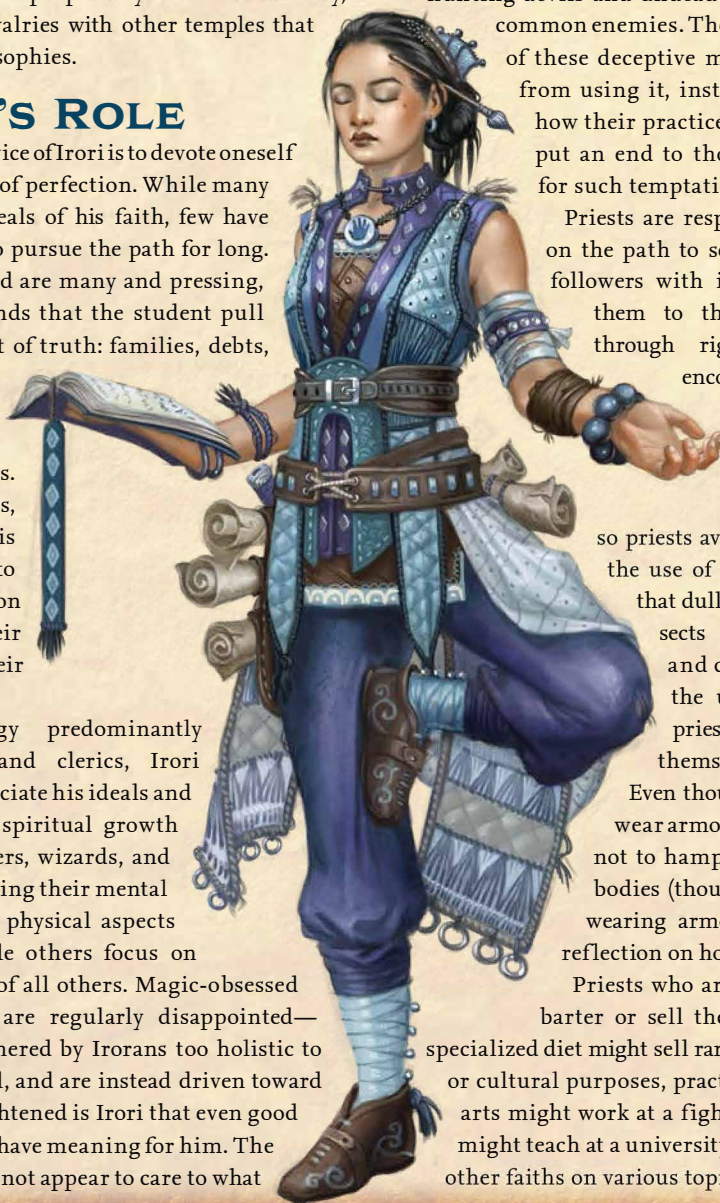 valries with other temples that
sophies.
’s Role
vice of Irori is to devote oneself
of perfection. While many
eals of his faith, few have
o pursue the path for long.
d are many and pressing,
nds that the student pull
t of truth: families, debts,
s.
s,
is
to
on
eir
eir
gy predominantly
and clerics, Irori
ciate his ideals and
spiritual growth
ers, wizards, and
ing their mental
physical aspects
le others focus on
of all others. Magic-obsessed
are regularly disappointed—
hered by Irorans too holistic to
l, and are instead driven toward
htened is Irori that even good
have meaning for him. The
not appear to care to what
common enemies. The
of these deceptive m
from using it, inst
how their practice
put an end to tho
for such temptati
Priests are resp
on the path to se
followers with i
them to th
through rig
enco
so priests av
the use of
that dull
sects
and c
the u
pries
thems
Even thou
wear armo
not to hamp
bodies (thou
wearing armo
reflection on ho
Priests who ar
barter or sell the
specialized diet might sell rar
or cultural purposes, pract
arts might work at a figh
might teach at a university
other faiths on various top